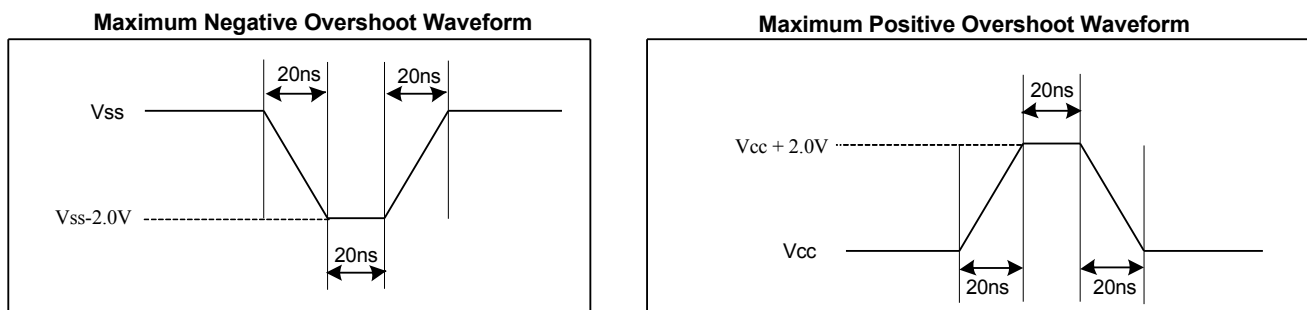 Maximum Negative Overshoot Waveform
20ns
20ns
Vss
Vss-2.0V
20ns
Maximum Positive Overshoot Waveform
20ns
Vcc + 2.0V
Vcc
20ns
20ns